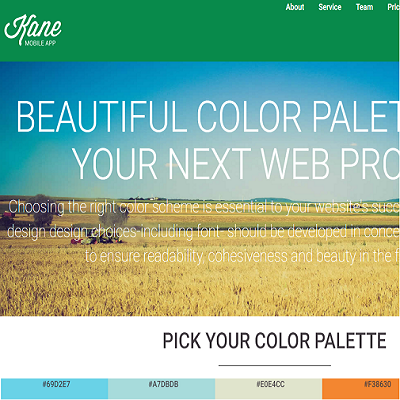 Kane
MOBILE APP
About Service Team Pric
BEAUTIFUL COLOR PALET
YOUR NEXT WEB PRO
Choosing the right color scheme is essential to your website's suc
design design choices including font should be developed in conce
to ensure readability, cohesiveness and beauty in the f
PICK YOUR COLOR PALETTE
#69D2E7 #A7DBDB #E0E4CC #F38630